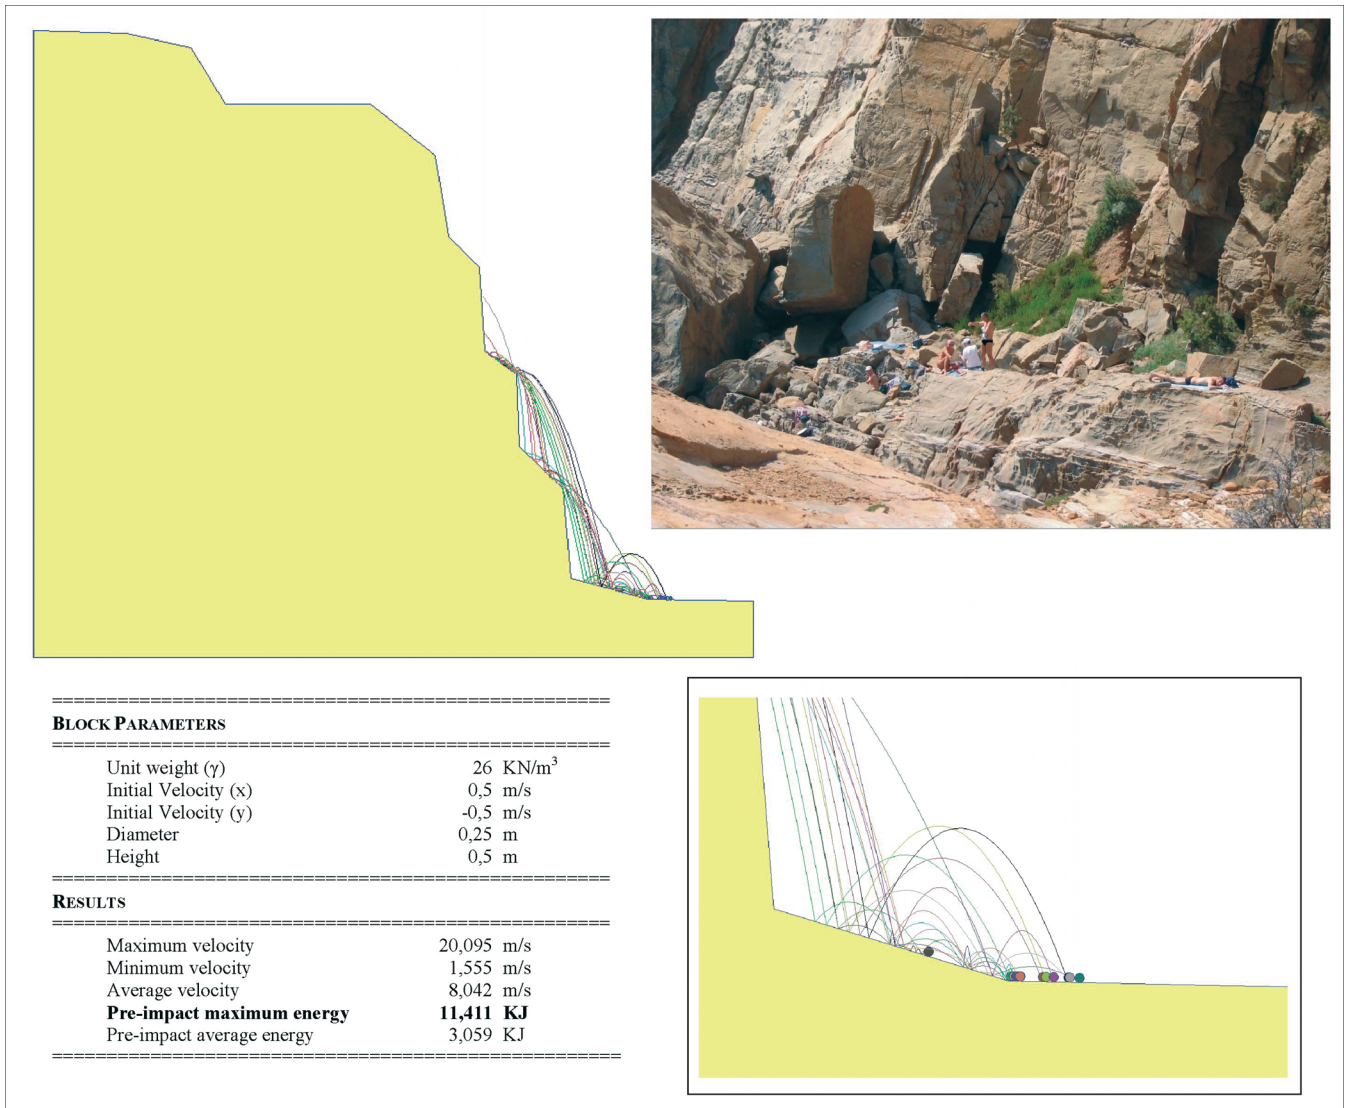 BLOCK PARAMETERS
Unit weight (γ) 26 KN/m³
Initial Velocity (x) 0,5 m/s
Initial Velocity (y) -0,5 m/s
Diameter 0,25 m
Height 0,5 m
RESULTS
Maximum velocity 20,095 m/s
Minimum velocity 1,555 m/s
Average velocity 8,042 m/s
Pre-impact maximum energy 11,411 KJ
Pre-impact average energy 3,059 KJ